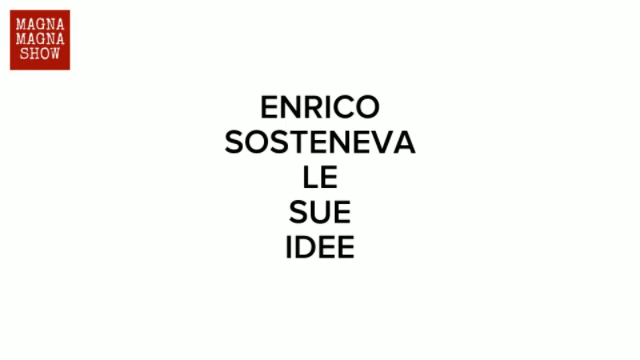 MAGNA
MAGNA
SHOW
ENRICO
SOSTENEVA
LE
SUE
IDEE